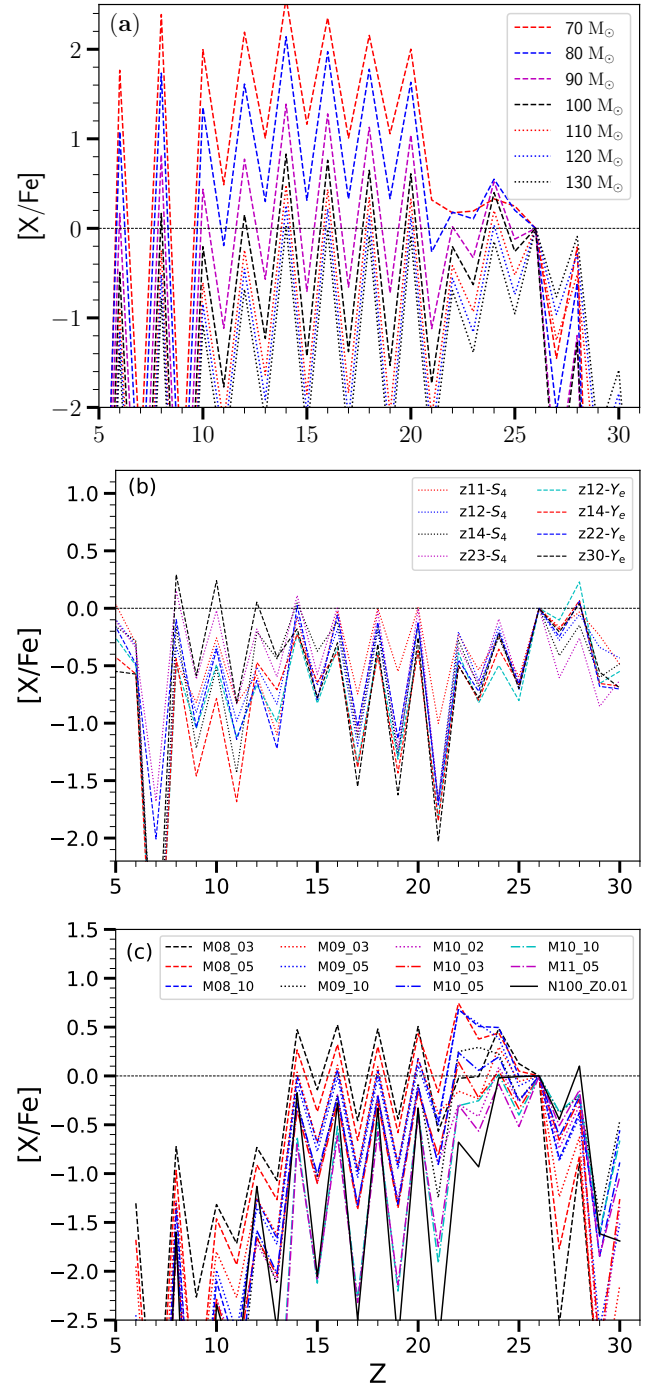 (a)
70 M⊙
80 M⊙
90 M⊙
100 M⊙
110 M⊙
120 M⊙
130 M⊙
[X/Fe]
2
1
0
−1
−2
5 10 15 20 25 30
(b)
z11-S₄ z12-Yₑ
z12-S₄ z14-Yₑ
z14-S₄ z22-Yₑ
z23-S₄ z30-Yₑ
[X/Fe]
1.0
0.5
0.0
−0.5
−1.0
−1.5
−2.0
5 10 15 20 25 30
(c)
M08_03 M09_03 M10_02 M10_10
M08_05 M09_05 M10_03 M11_05
M08_10 M09_10 M10_05 N100_Z0.01
[X/Fe]
1.5
1.0
0.5
0.0
−0.5
−1.0
−1.5
−2.0
−2.5
5 10 15 20 25 30
Z